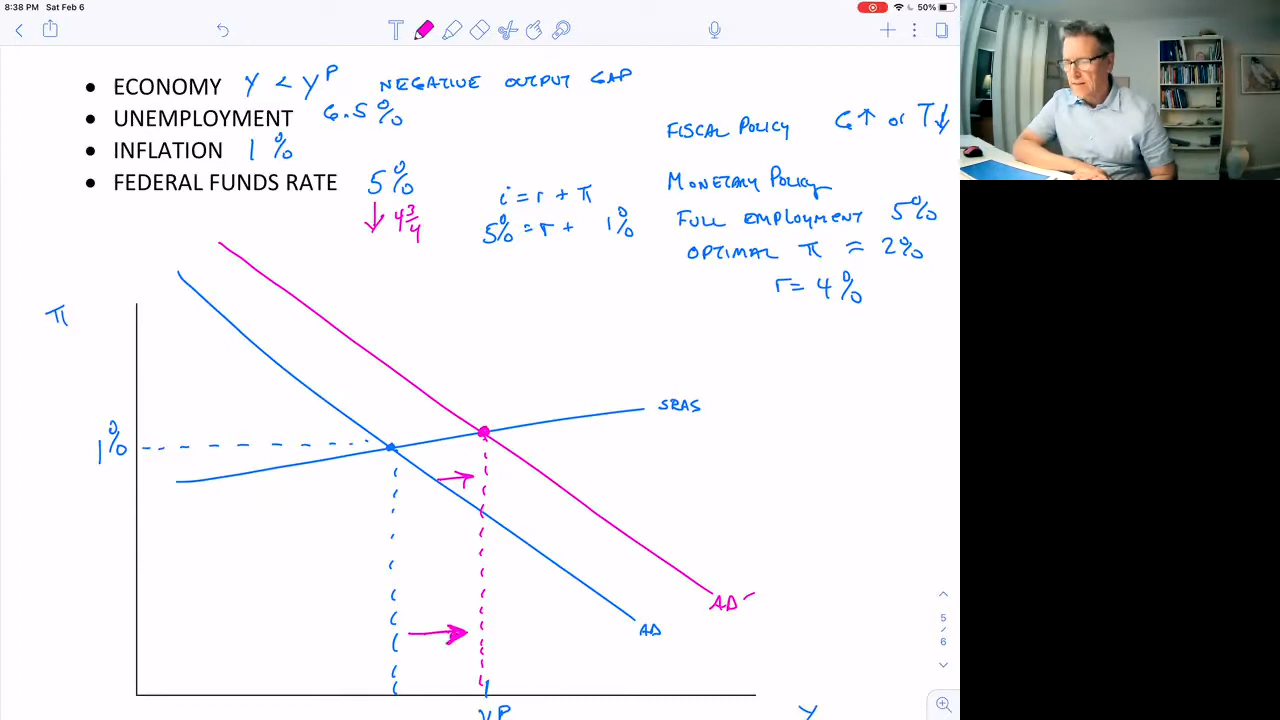 8:38 PM Sat Feb 6
50%
• ECONOMY Y < Y^P NEGATIVE OUTPUT GAP
• UNEMPLOYMENT 6.5%
• INFLATION 1%
• FEDERAL FUNDS RATE 5%
↓ 4 3/4
i = r + π
5% = r + 1%
FISCAL POLICY G↑ or T↓
MONETARY POLICY
FULL EMPLOYMENT 5%
OPTIMAL π ≈ 2%
r = 4%
π
SRAS
1%
AD'
AD
5
/
6
Y^P
Y